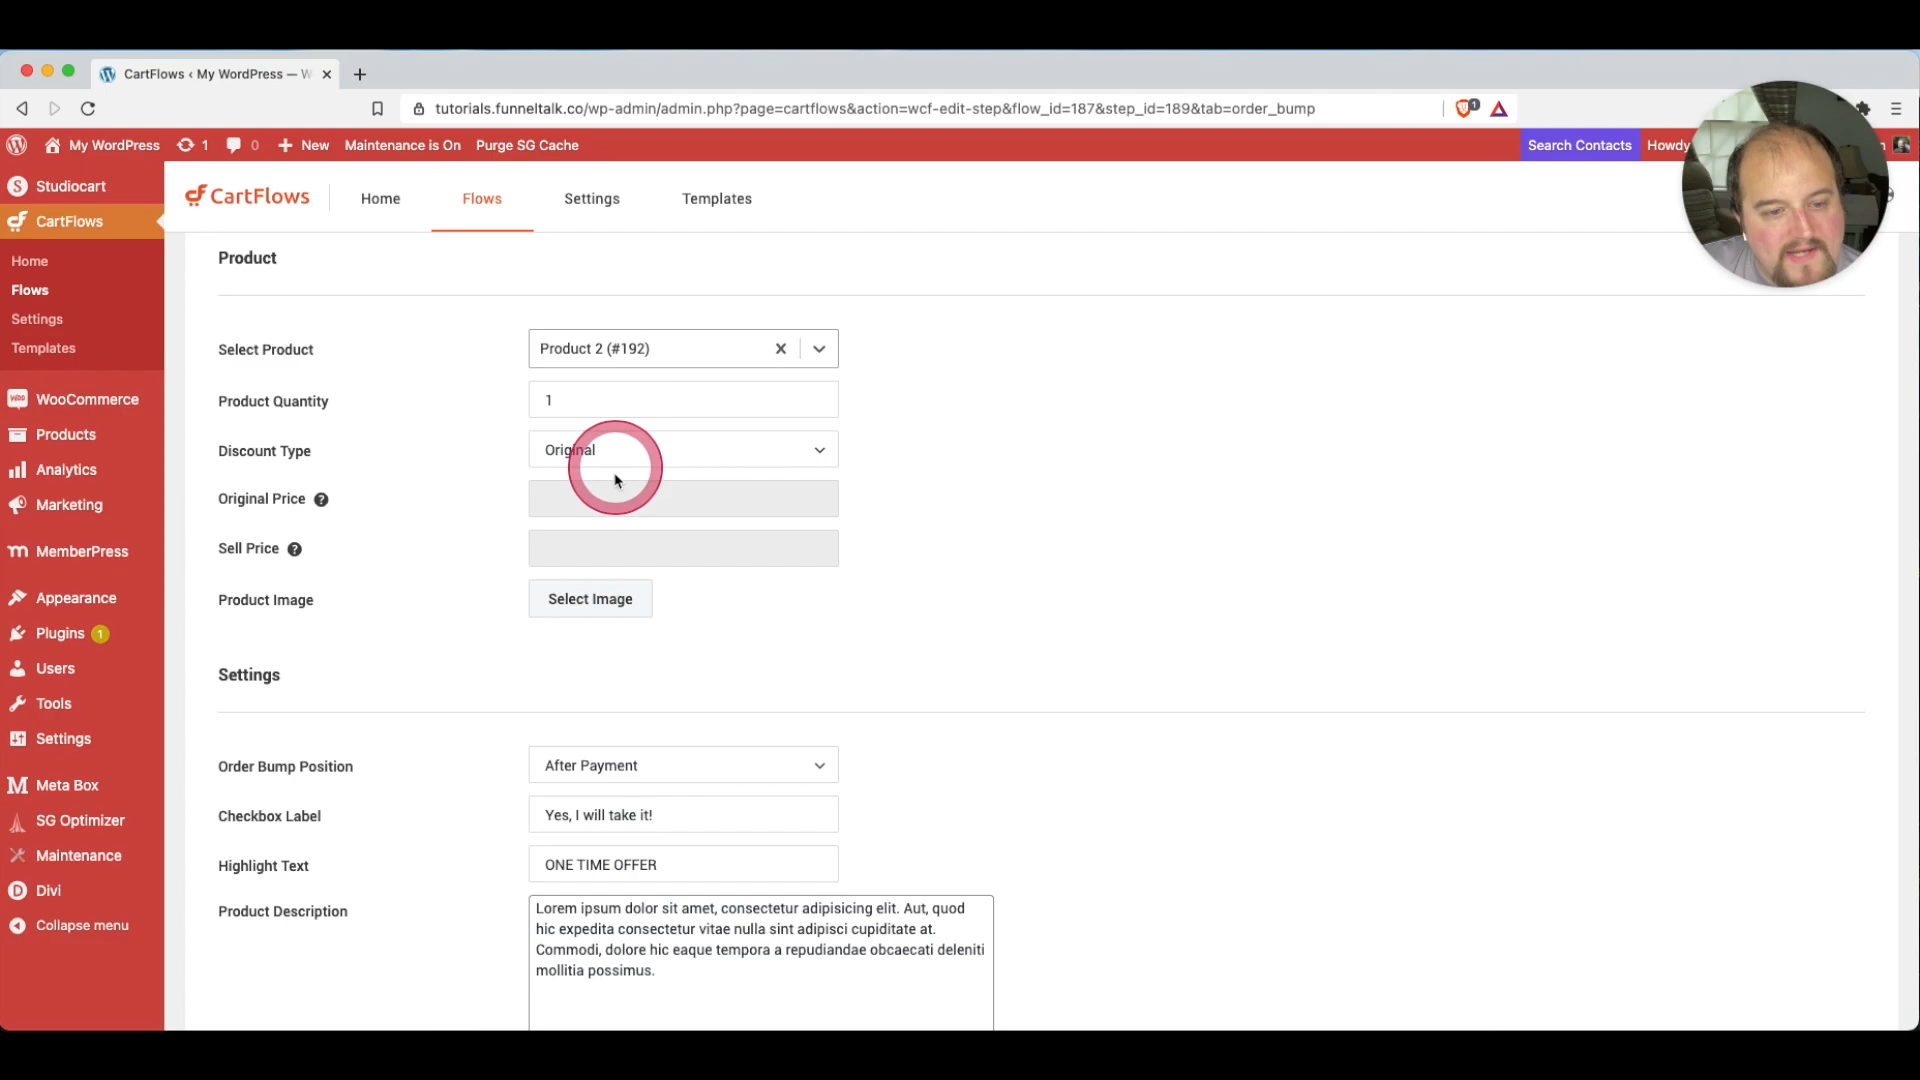 CartFlows ‹ My WordPress — W
tutorials.funneltalk.co/wp-admin/admin.php?page=cartflows&action=wcf-edit-step&flow_id=187&step_id=189&tab=order_bump
1
My WordPress
1
0
New
Maintenance is On
Purge SG Cache
Search Contacts
Howdy
Studiocart
CartFlows
Home
Flows
Settings
Templates
WooCommerce
Products
Analytics
Marketing
MemberPress
Appearance
Plugins 1
Users
Tools
Settings
Meta Box
SG Optimizer
Maintenance
Divi
Collapse menu
CartFlows
Home
Flows
Settings
Templates
Product
Select Product
Product 2 (#192)
Product Quantity
1
Discount Type
Original
Original Price
Sell Price
Product Image
Select Image
Settings
Order Bump Position
After Payment
Checkbox Label
Yes, I will take it!
Highlight Text
ONE TIME OFFER
Product Description
Lorem ipsum dolor sit amet, consectetur adipisicing elit. Aut, quod
hic expedita consectetur vitae nulla sint adipisci cupiditate at.
Commodi, dolore hic eaque tempora a repudiandae obcaecati deleniti
mollitia possimus.